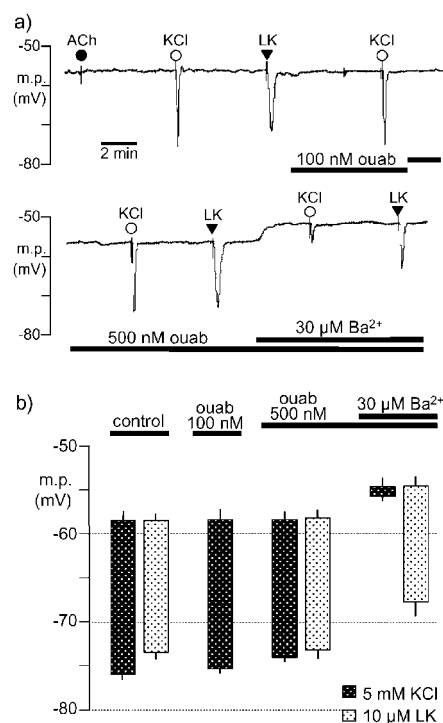 a)
-50
ACh KCl LK KCl
m.p.
(mV)
2 min
-80
100 nM ouab
KCl LK KCl LK
-50
m.p.
(mV)
-80
500 nM ouab
30 µM Ba2+
b)
control
ouab
100 nM
ouab
500 nM
30 µM Ba2+
-50
m.p.
(mV)
-60
-70
-80
5 mM KCl
10 µM LK